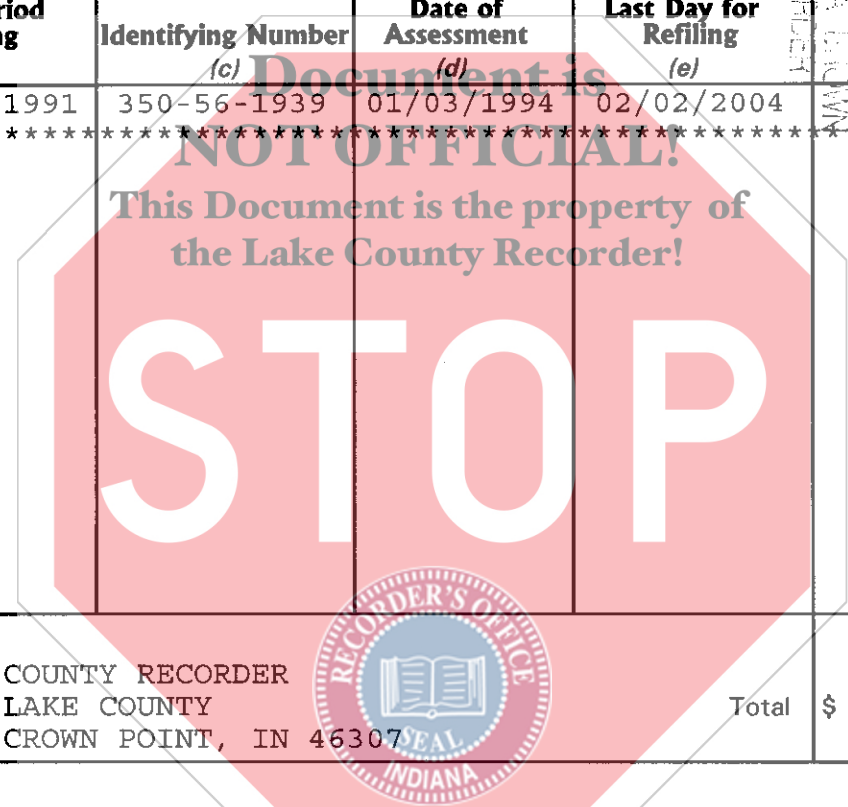 riod
g
Identifying Number
(c)
Date of
Assessment
(d)
Last Day for
Refiling
(e)
1991 350-56-1939 01/03/1994 02/02/2004
Document is
NOT OFFICIAL!
This Document is the property of
the Lake County Recorder!
STOP
RECORDER'S OFFICE
SEAL
INDIANA
COUNTY RECORDER
LAKE COUNTY
CROWN POINT, IN 46307
Total $